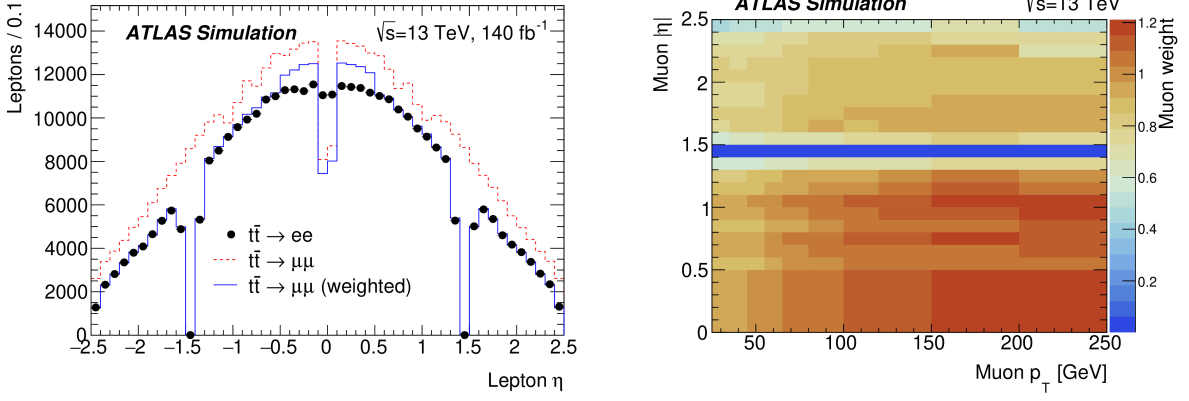 ATLAS Simulation
√s=13 TeV, 140 fb⁻¹
Leptons / 0.1
14000
12000
10000
8000
6000
4000
2000
0
tt̄ → ee
tt̄ → μμ
tt̄ → μμ (weighted)
−2.5 −2 −1.5 −1 −0.5 0 0.5 1 1.5 2 2.5
Lepton η
ATLAS Simulation
√s=13 TeV
Muon |η|
2.5
2
1.5
1
0.5
0
50 100 150 200 250
Muon p_T [GeV]
1.2
1
0.8
0.6
0.4
0.2
Muon weight